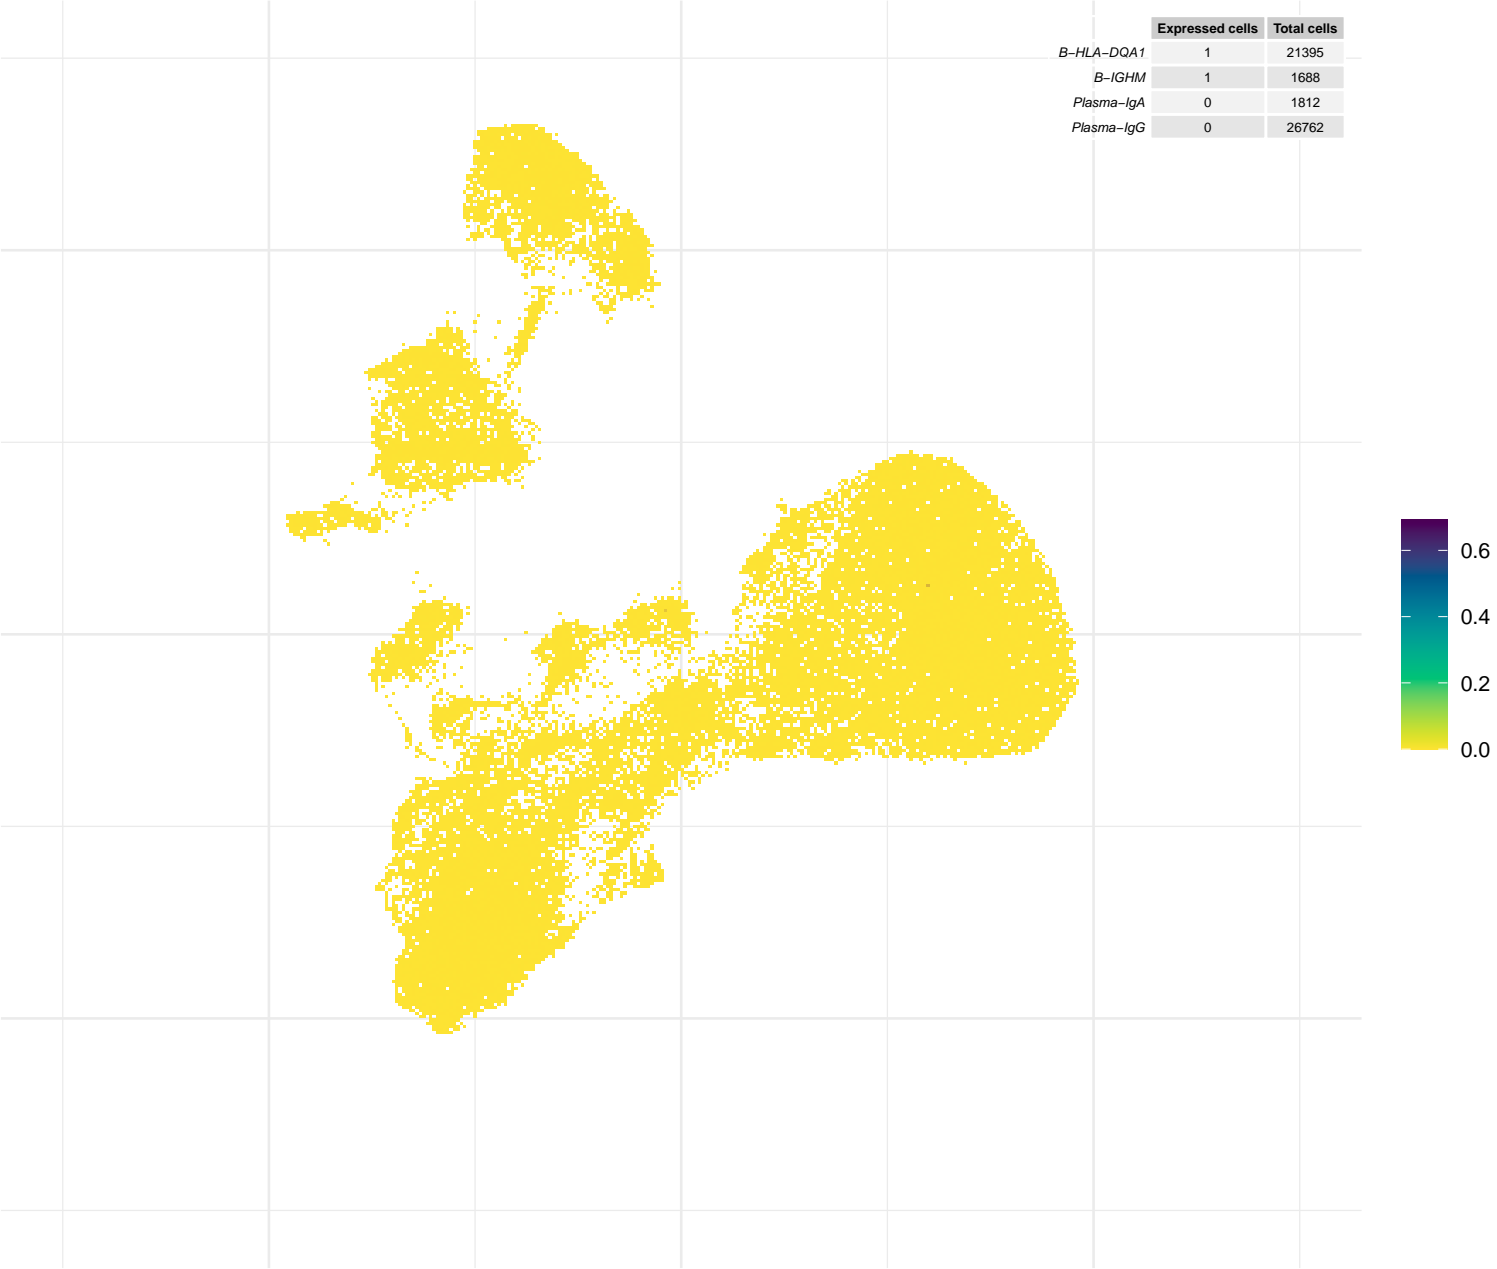 Expressed cells Total cells
B−HLA−DQA1 1 21395
B−IGHM 1 1688
Plasma−IgA 0 1812
Plasma−IgG 0 26762
0.6
0.4
0.2
0.0